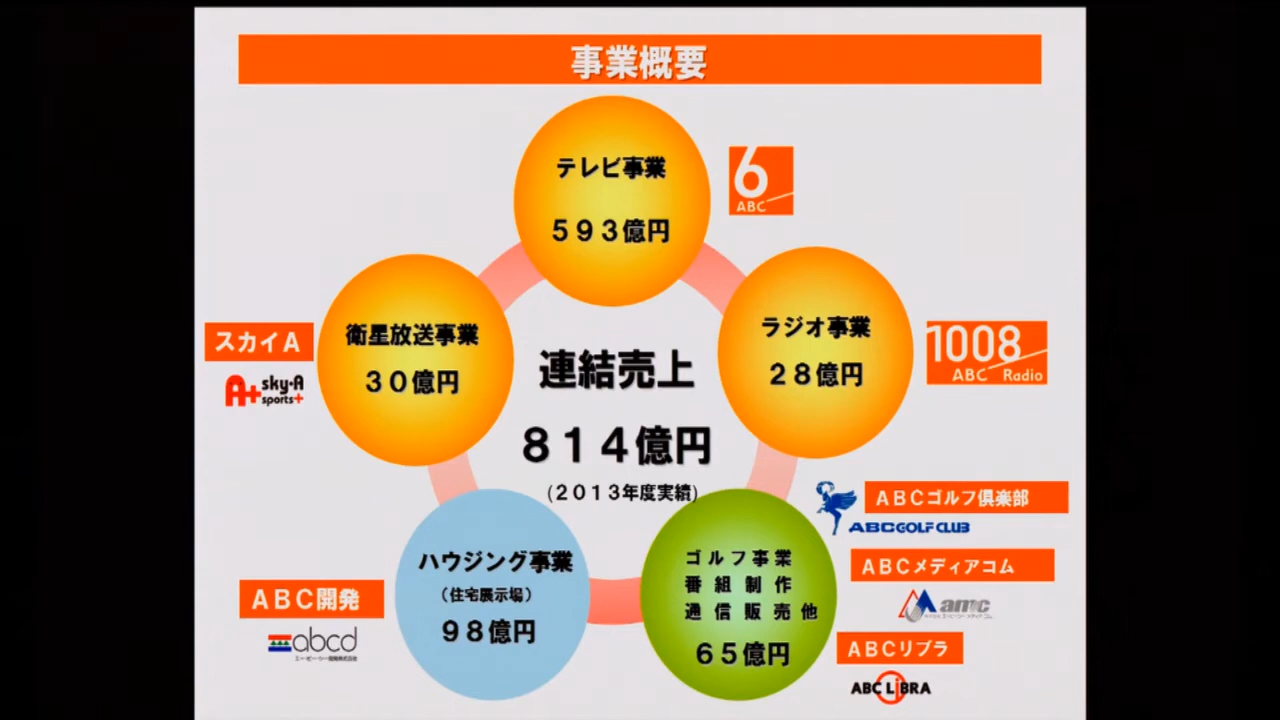 事業概要
テレビ事業
５９３億円
6
ABC
ラジオ事業
２８億円
1008
ABC Radio
衛星放送事業
３０億円
スカイＡ
A+ sky・A
sports+
連結売上
８１４億円
(２０１３年度実績)
ハウジング事業
（住宅展示場）
９８億円
ＡＢＣ開発
abcd
ゴルフ事業
番組制作
通信販売他
６５億円
ＡＢＣゴルフ倶楽部
ABC GOLF CLUB
ＡＢＣメディアコム
amc
ＡＢＣリブラ
ABC LiBRA